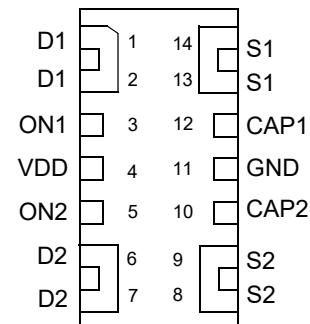 D1 1 14 S1
D1 2 13 S1
ON1 3 12 CAP1
VDD 4 11 GND
ON2 5 10 CAP2
D2 6 9 S2
D2 7 8 S2